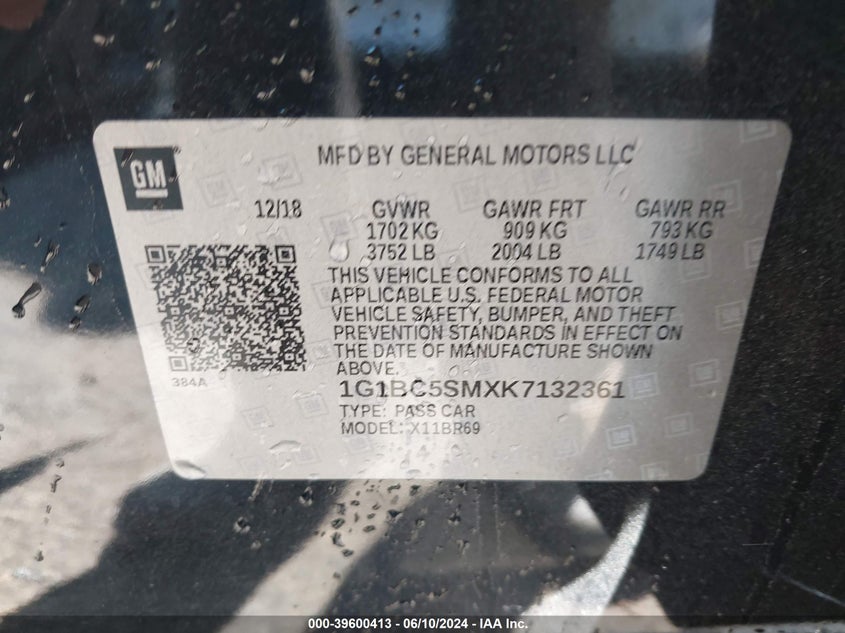 GM
MFD BY GENERAL MOTORS LLC
12/18 GVWR GAWR FRT GAWR RR
1702 KG 909 KG 793 KG
3752 LB 2004 LB 1749 LB
THIS VEHICLE CONFORMS TO ALL
APPLICABLE U.S. FEDERAL MOTOR
VEHICLE SAFETY, BUMPER, AND THEFT
PREVENTION STANDARDS IN EFFECT ON
THE DATE OF MANUFACTURE SHOWN
ABOVE.
384A
1G1BC5SMXK7132361
TYPE: PASS CAR
MODEL: X11BR69
000-39600413 - 06/10/2024 - IAA Inc.